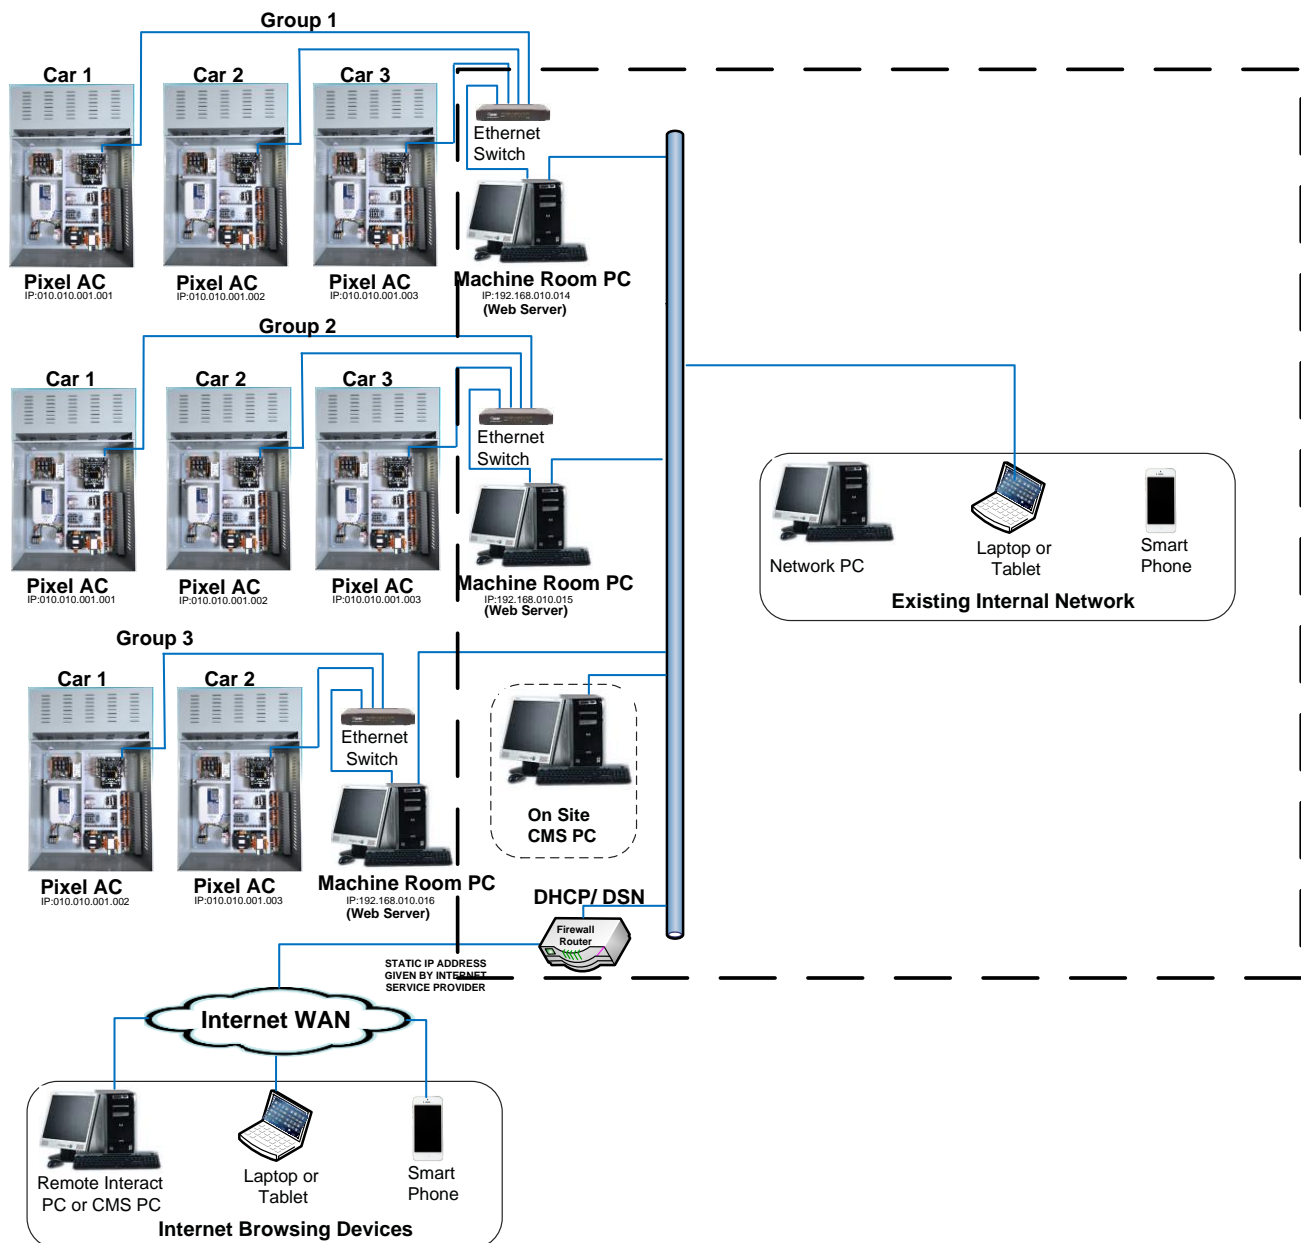 Group 1
Car 1
Car 2
Car 3
Ethernet
Switch
Pixel AC
IP:010.010.001.001
Pixel AC
IP:010.010.001.002
Pixel AC
IP:010.010.001.003
Machine Room PC
IP:192.168.010.014
(Web Server)
Group 2
Car 1
Car 2
Car 3
Ethernet
Switch
Pixel AC
IP:010.010.001.001
Pixel AC
IP:010.010.001.002
Pixel AC
IP:010.010.001.003
Machine Room PC
IP:192.168.010.015
(Web Server)
Network PC
Laptop or
Tablet
Smart
Phone
Existing Internal Network
Group 3
Car 1
Car 2
Ethernet
Switch
Pixel AC
IP:010.010.001.002
Pixel AC
IP:010.010.001.003
Machine Room PC
IP:192.168.010.016
(Web Server)
On Site
CMS PC
DHCP/ DSN
Firewall
Router
STATIC IP ADDRESS
GIVEN BY INTERNET
SERVICE PROVIDER
Internet WAN
Remote Interact
PC or CMS PC
Laptop or
Tablet
Smart
Phone
Internet Browsing Devices